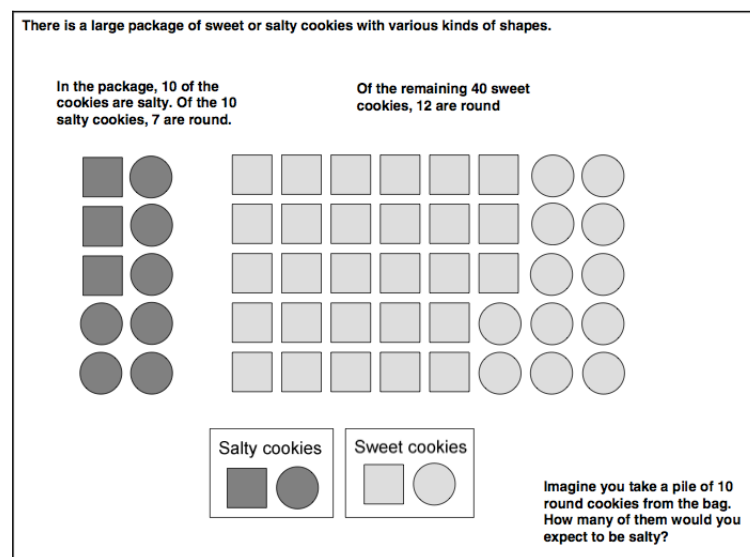 There is a large package of sweet or salty cookies with various kinds of shapes.
In the package, 10 of the
cookies are salty. Of the 10
salty cookies, 7 are round.
Of the remaining 40 sweet
cookies, 12 are round
Salty cookies
Sweet cookies
Imagine you take a pile of 10
round cookies from the bag.
How many of them would you
expect to be salty?